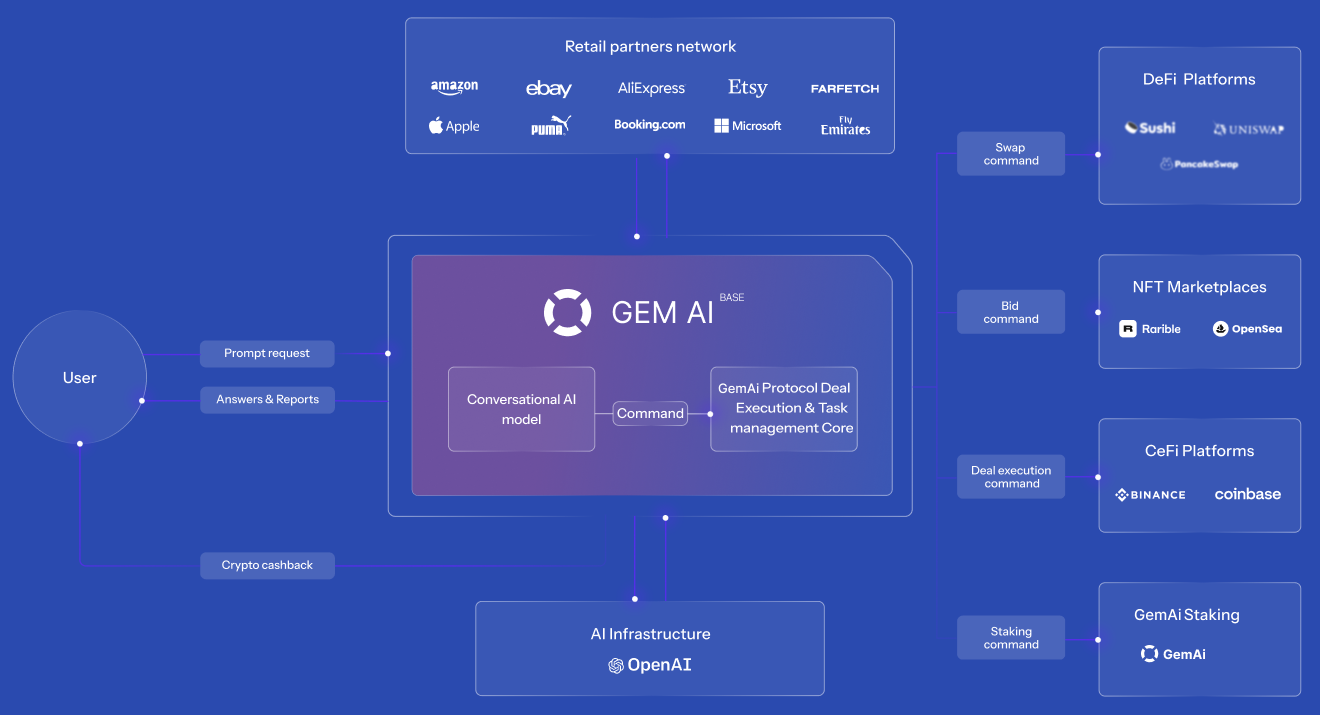 Retail partners network
amazon
ebay
AliExpress
Etsy
FARFETCH
Apple
PUMA
Booking.com
Microsoft
Fly
Emirates
DeFi Platforms
Sushi
UNISWAP
PancakeSwap
Swap
command
GEM AI BASE
NFT Marketplaces
Rarible
OpenSea
Bid
command
User
Prompt request
Answers & Reports
Conversational AI
model
Command
GemAi Protocol Deal
Execution & Task
management Core
CeFi Platforms
BINANCE
coinbase
Deal execution
command
Crypto cashback
AI Infrastructure
OpenAI
Staking
command
GemAi Staking
GemAi